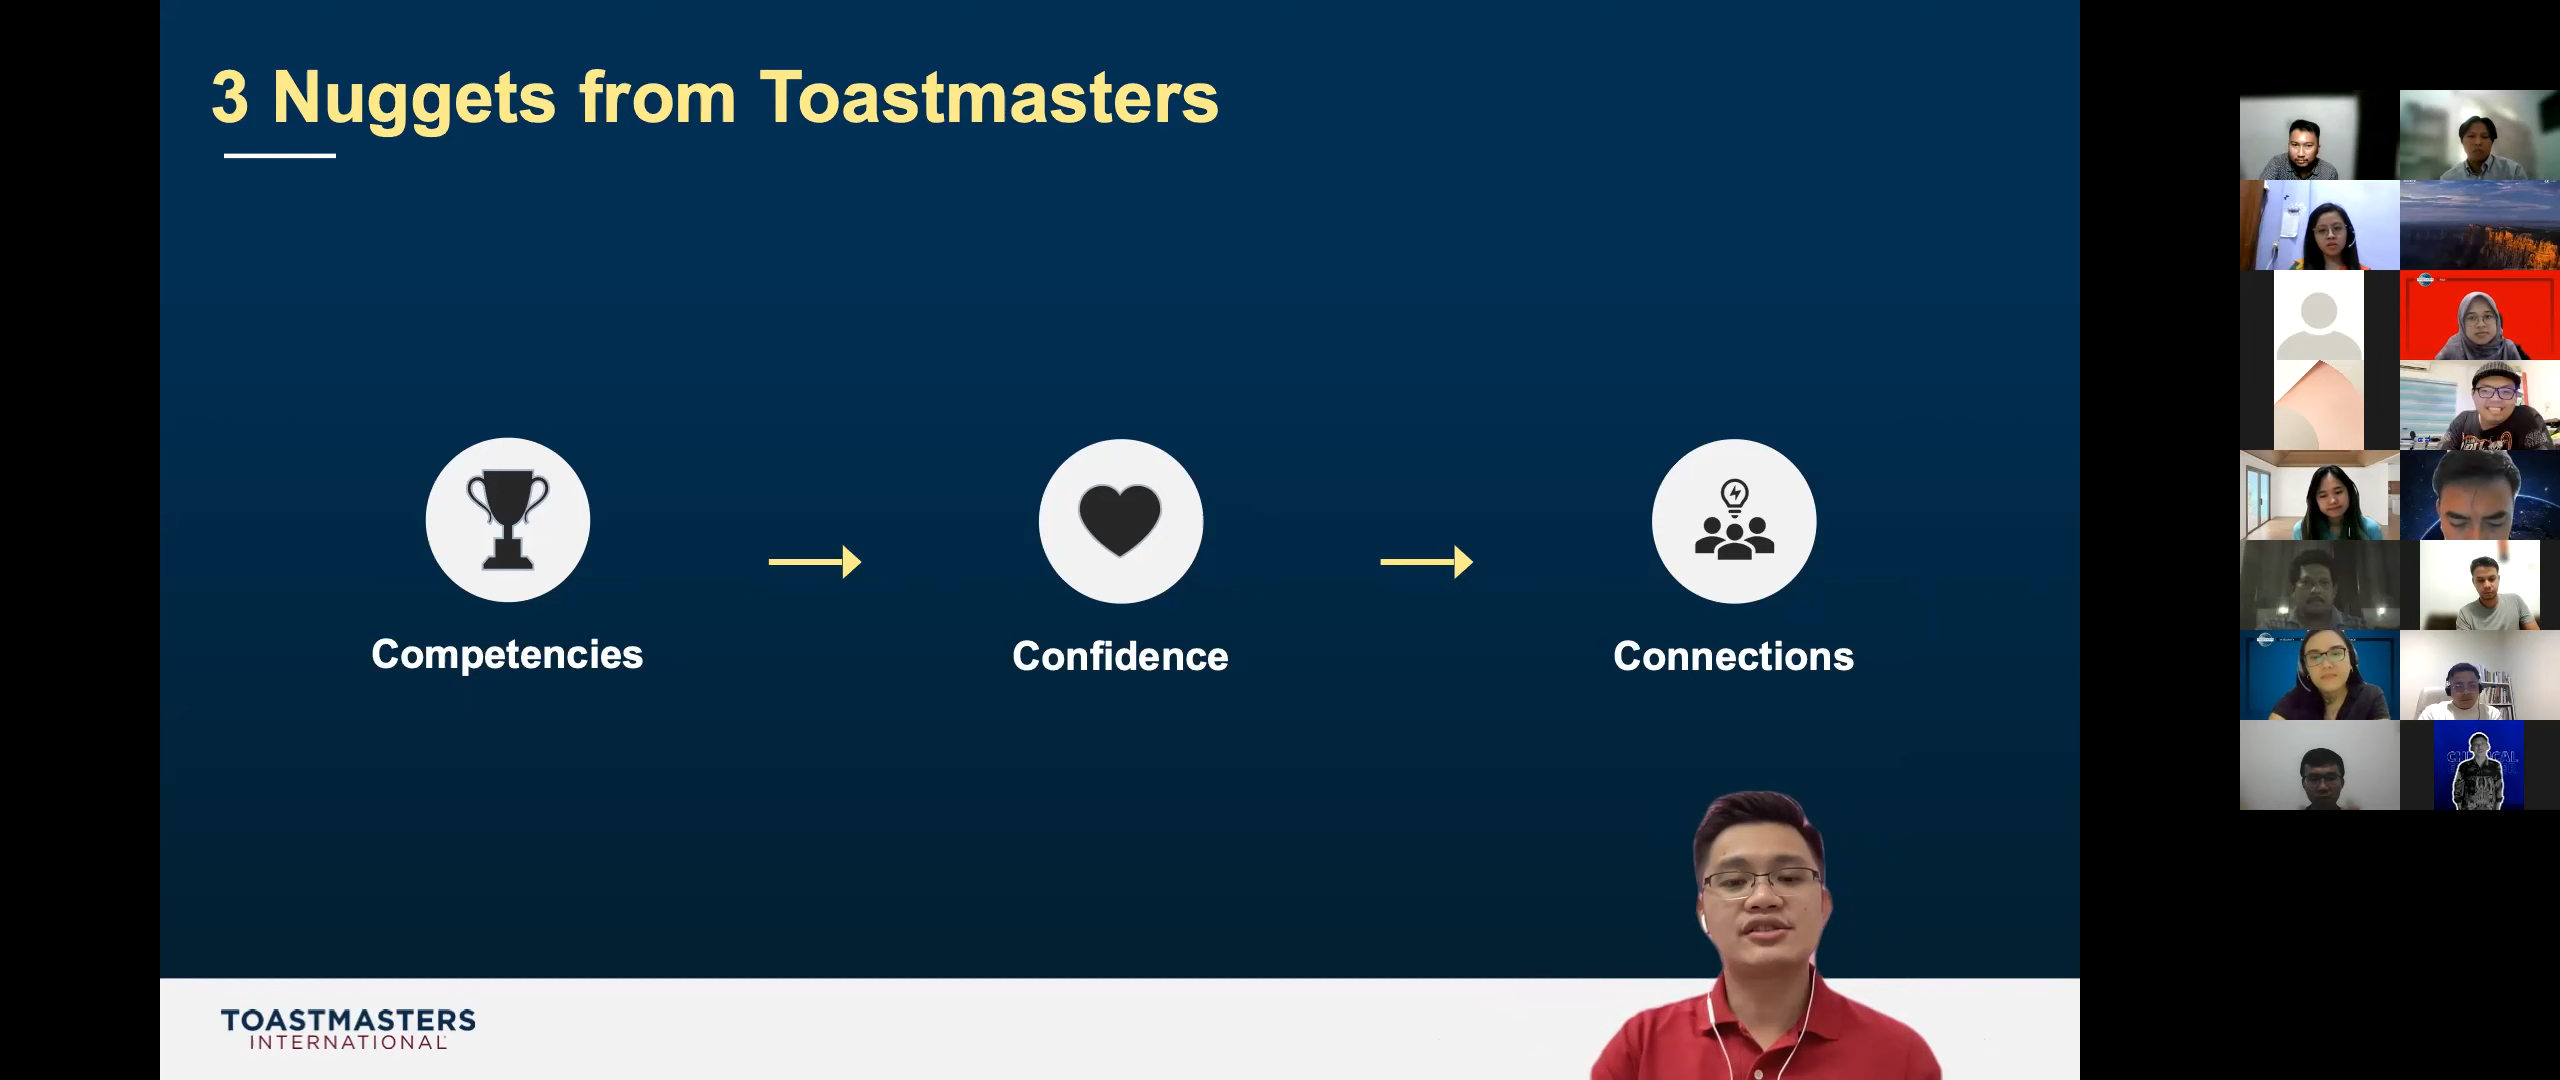 3 Nuggets from Toastmasters
Competencies
Confidence
Connections
TOASTMASTERS
INTERNATIONAL